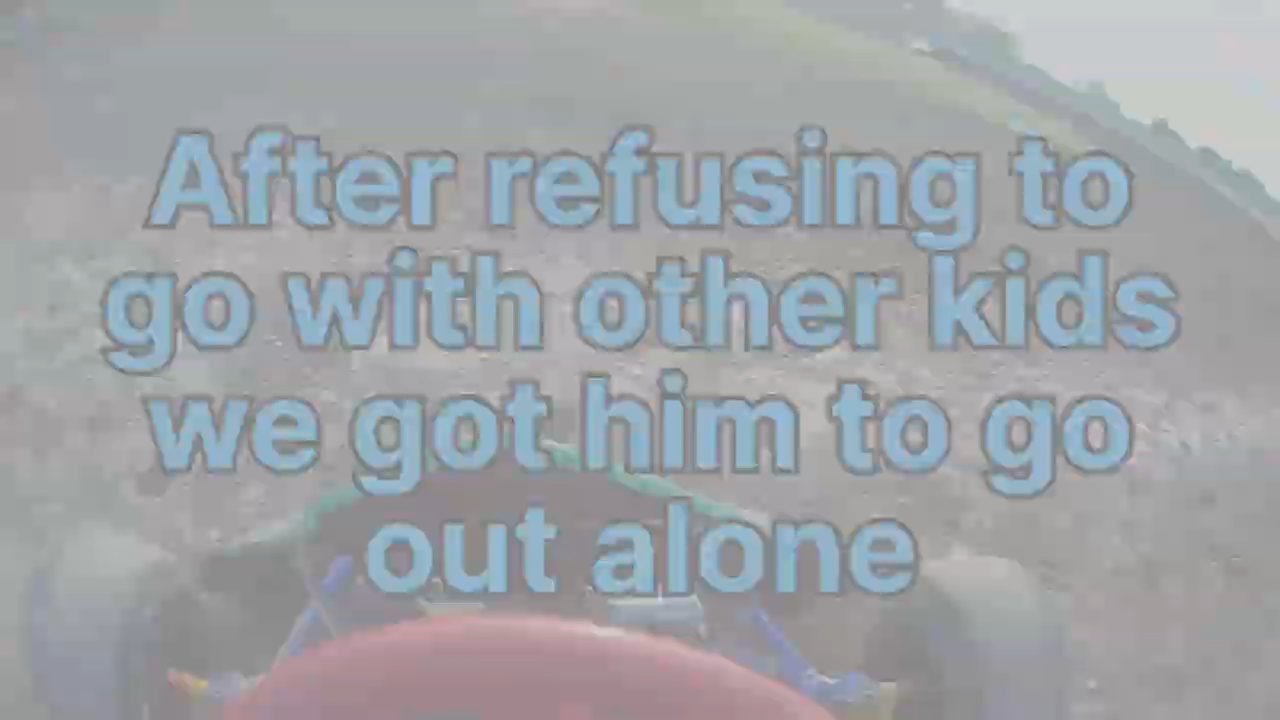 After refusing to
go with other kids
we got him to go
out alone